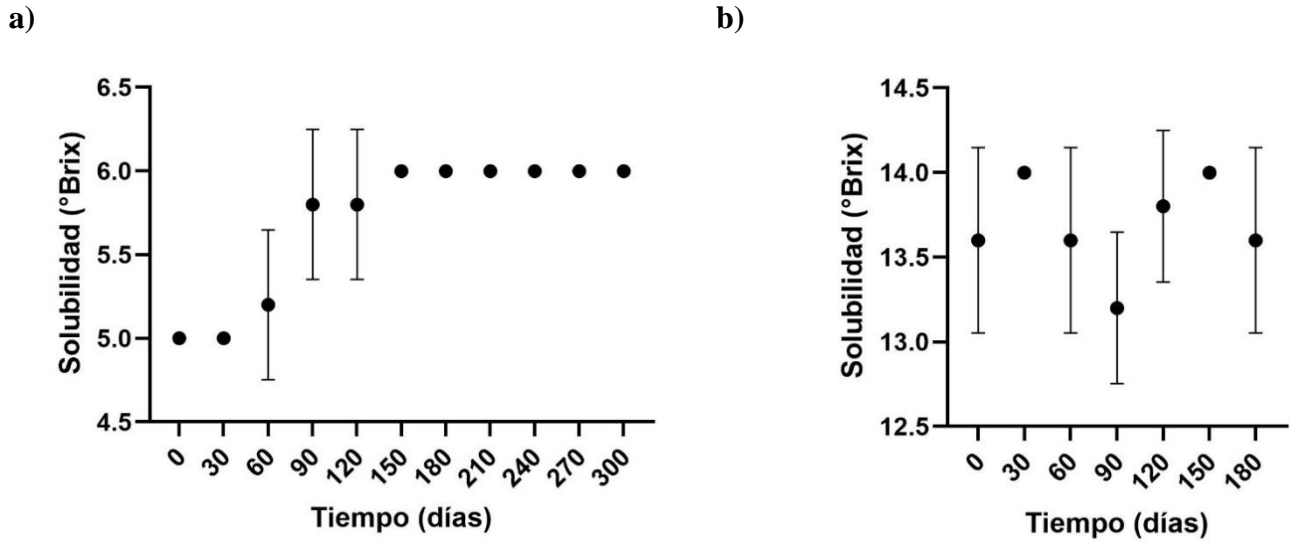 a)
6.5
6.0
5.5
5.0
4.5
Solubilidad (°Brix)
0 30 60 90 120 150 180 210 240 270 300
Tiempo (días)
b)
14.5
14.0
13.5
13.0
12.5
Solubilidad (°Brix)
0 30 60 90 120 150 180
Tiempo (días)